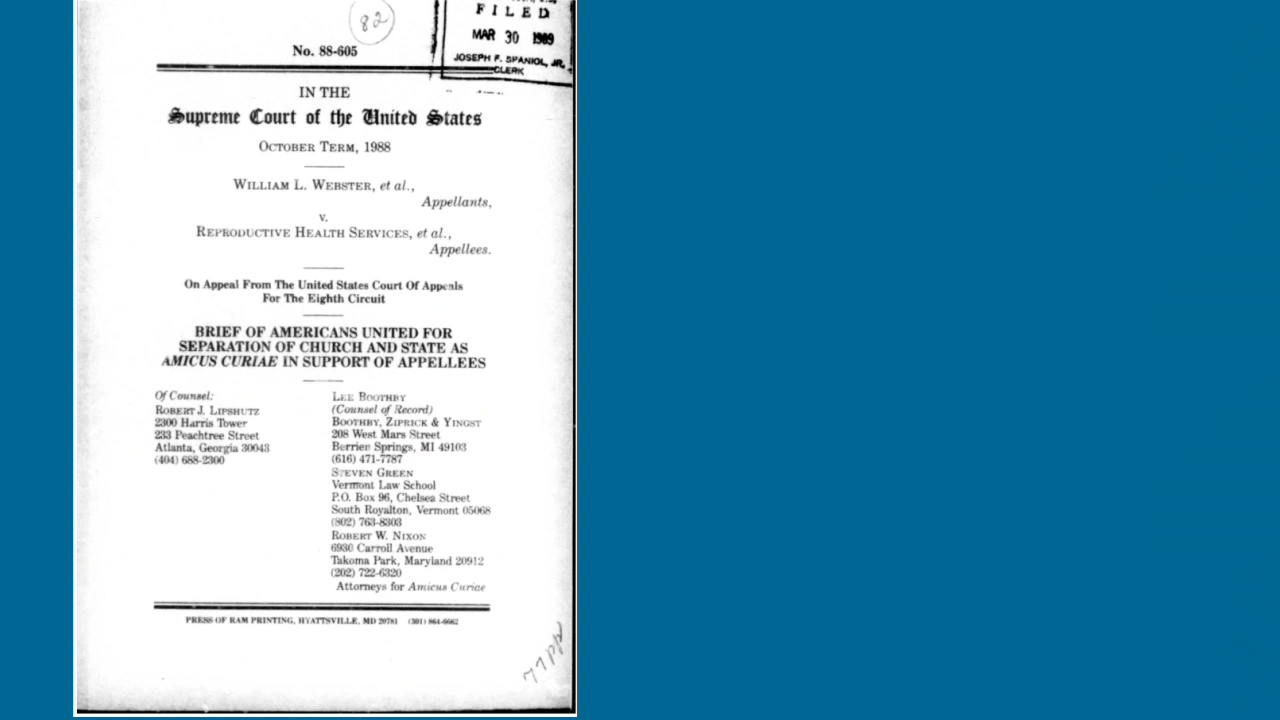 82
FILED
MAR 30 1989
JOSEPH F. SPANIOL, JR.
CLERK
No. 88-605
IN THE
Supreme Court of the United States
OCTOBER TERM, 1988
WILLIAM L. WEBSTER, et al.,
Appellants,
v.
REPRODUCTIVE HEALTH SERVICES, et al.,
Appellees.
On Appeal From The United States Court Of Appeals
For The Eighth Circuit
BRIEF OF AMERICANS UNITED FOR
SEPARATION OF CHURCH AND STATE AS
AMICUS CURIAE IN SUPPORT OF APPELLEES
Of Counsel:
ROBERT J. LIPSHUTZ
2300 Harris Tower
233 Peachtree Street
Atlanta, Georgia 30043
(404) 688-2300
LEE BOOTHBY
(Counsel of Record)
BOOTHBY, ZIPRICK & YINGST
208 West Mars Street
Berrien Springs, MI 49103
(616) 471-7787
STEVEN GREEN
Vermont Law School
P.O. Box 96, Chelsea Street
South Royalton, Vermont 05068
(802) 763-8303
ROBERT W. NIXON
6930 Carroll Avenue
Takoma Park, Maryland 20912
(202) 722-6320
Attorneys for Amicus Curiae
PRESS OF RAM PRINTING, HYATTSVILLE, MD 20781 (301) 864-6662
77pp